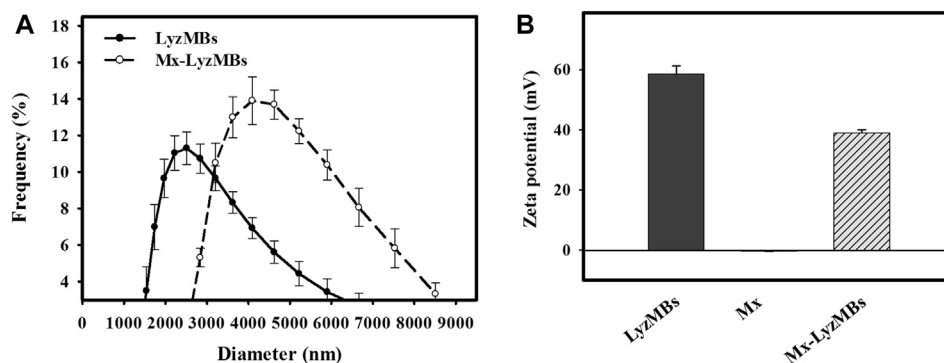 A
LyzMBs
Mx-LyzMBs
18
16
14
12
10
8
6
4
Frequency (%)
0 1000 2000 3000 4000 5000 6000 7000 8000 9000
Diameter (nm)
B
60
40
20
0
Zeta potential (mV)
LyzMBs
Mx
Mx-LyzMBs